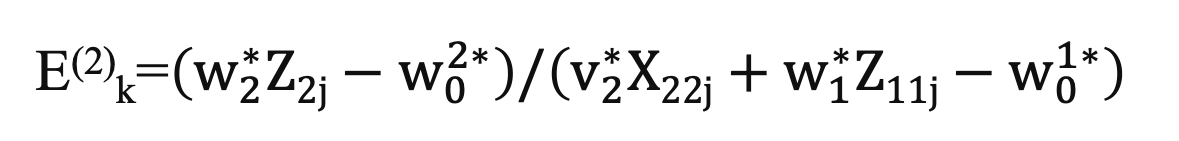 E⁽²⁾ₖ=(w₂*Z₂ⱼ − w₀²*)/(v₂*X₂₂ⱼ + w₁*Z₁₁ⱼ − w₀¹*)